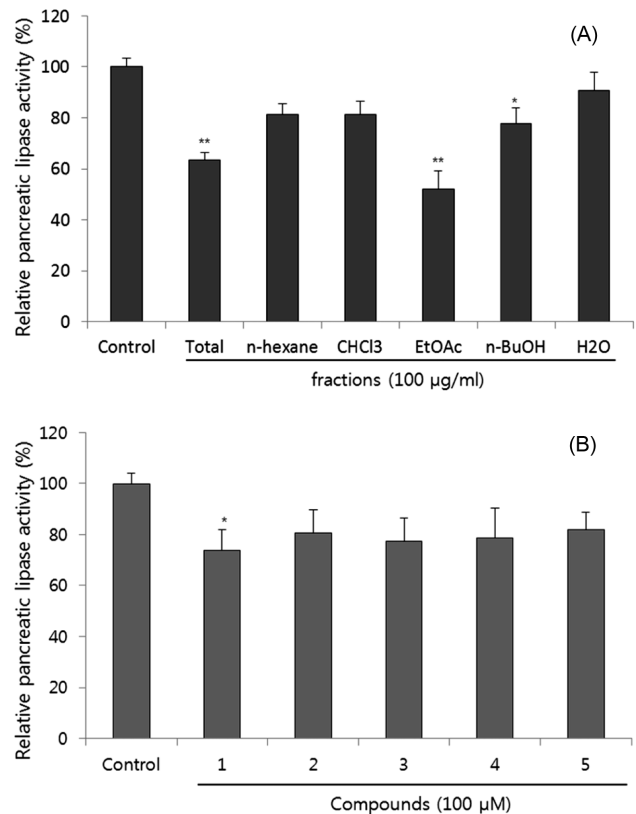 Relative pancreatic lipase activity (%)
120
100
80
60
40
20
0
(A)
**
**
*
Control Total n-hexane CHCl3 EtOAc n-BuOH H2O
fractions (100 μg/ml)
Relative pancreatic lipase activity (%)
120
100
80
60
40
20
0
(B)
*
Control 1 2 3 4 5
Compounds (100 μM)